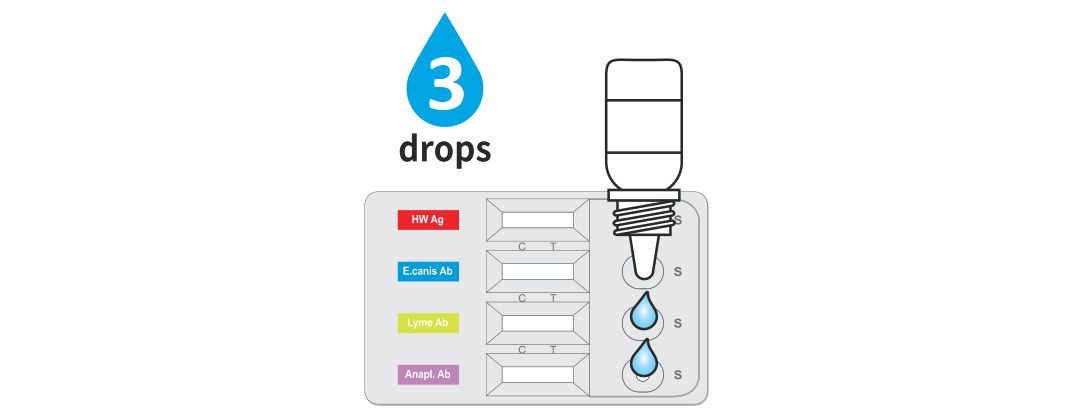 3
drops
HW Ag
S
C T
E.canis Ab
S
C T
Lyme Ab
S
C T
Anapl. Ab
S